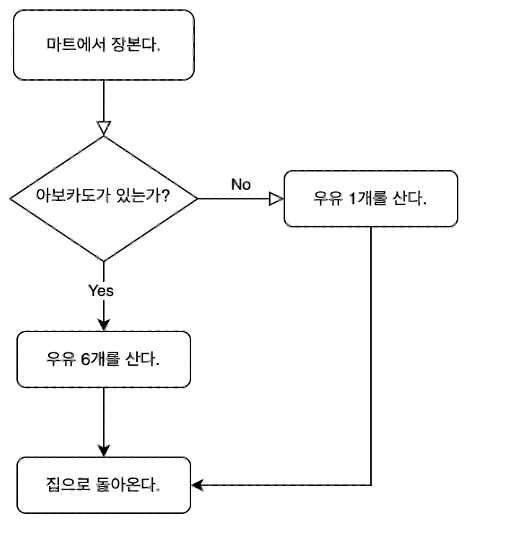 마트에서 장본다.
아보카도가 있는가?
No
우유 1개를 산다.
Yes
우유 6개를 산다.
집으로 돌아온다.